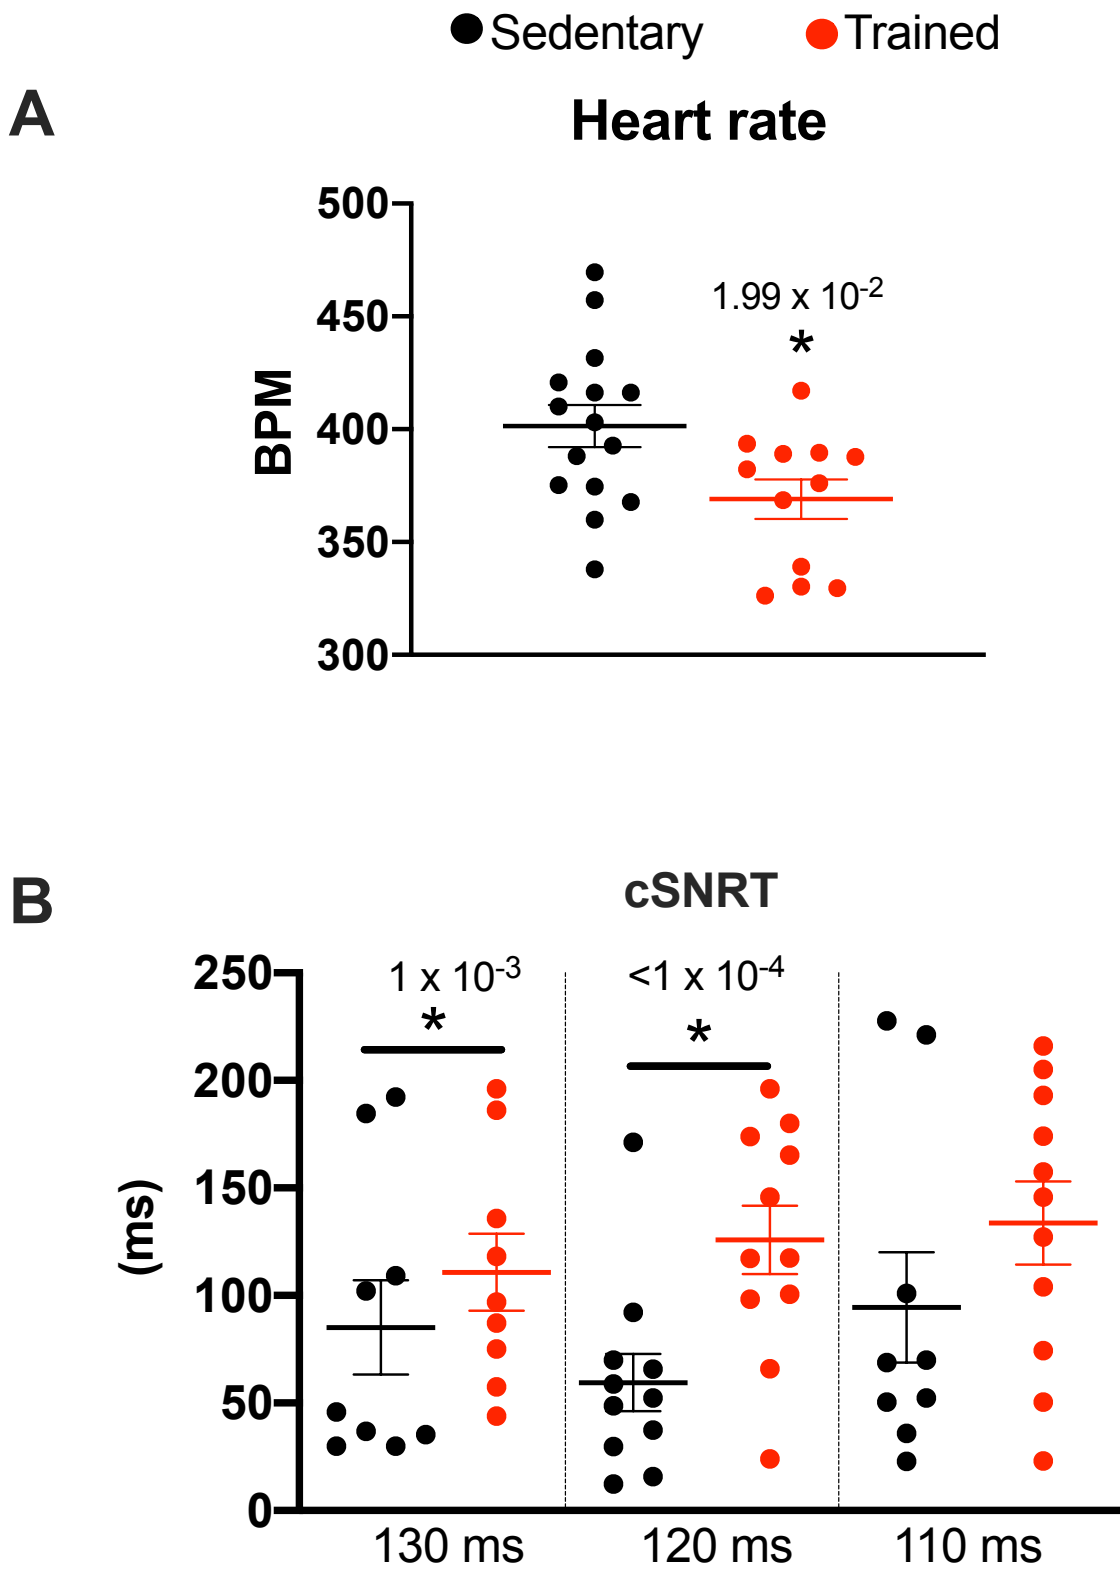 Sedentary Trained
A
Heart rate
500
450
400
350
300
BPM
1.99 x 10-2
*
B
cSNRT
250
200
150
100
50
0
(ms)
1 x 10-3
*
<1 x 10-4
*
130 ms 120 ms 110 ms